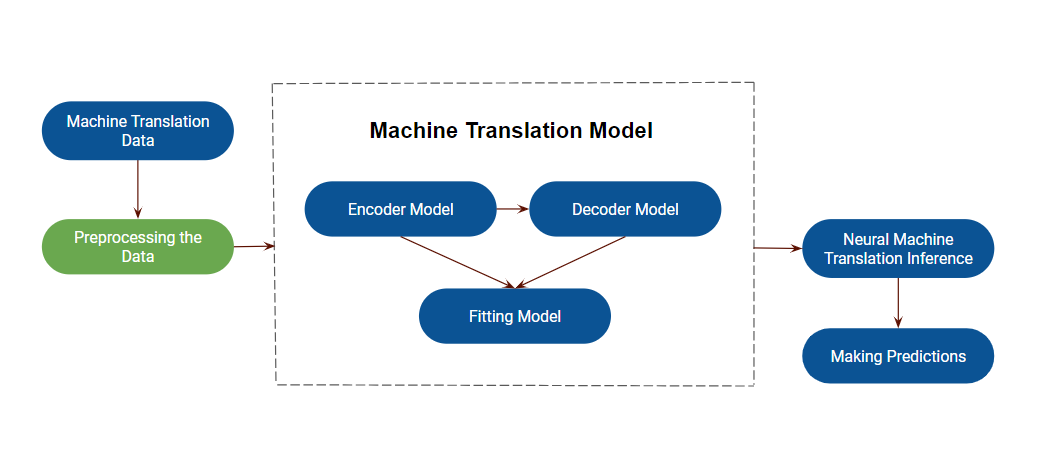 Machine Translation
Data
Preprocessing the
Data
Machine Translation Model
Encoder Model
Decoder Model
Fitting Model
Neural Machine
Translation Inference
Making Predictions